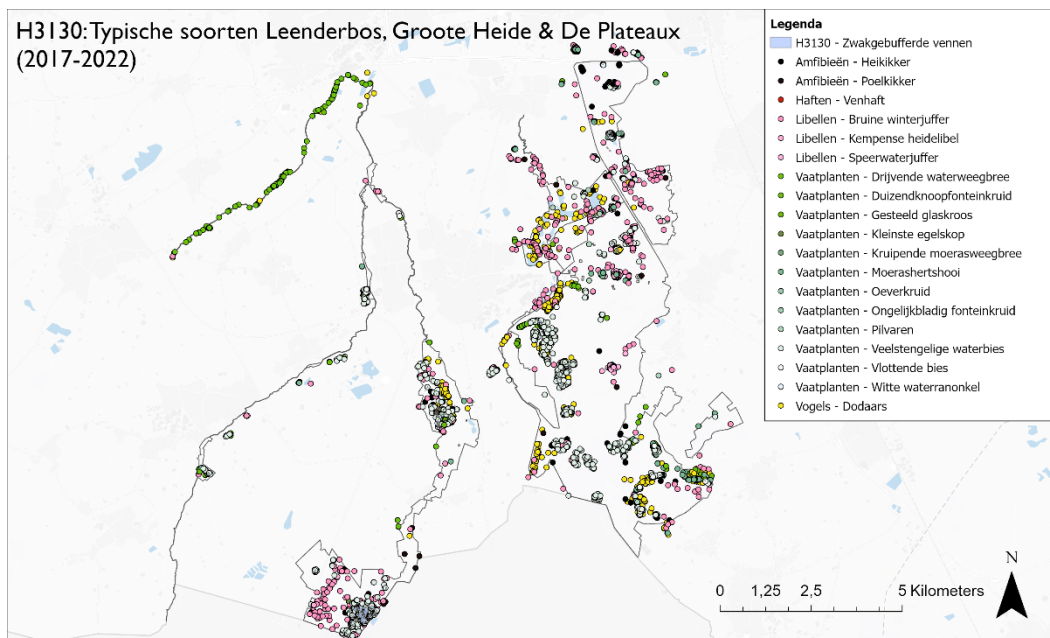 H3130: Typische soorten Leenderbos, Groote Heide & De Plateaux
(2017-2022)
Legenda
H3130 - Zwakgebufferde vennen
Amfibieën - Heikikker
Amfibieën - Poelkikker
Haften - Venhaft
Libellen - Bruine winterjuffer
Libellen - Kempense heidelibel
Libellen - Speerwaterjuffer
Vaatplanten - Drijvende waterweegbree
Vaatplanten - Duizendknoopfonteinkruid
Vaatplanten - Gesteeld glaskroos
Vaatplanten - Kleinste egelskop
Vaatplanten - Kruipende moerasweegbree
Vaatplanten - Moerashertshooi
Vaatplanten - Oeverkruid
Vaatplanten - Ongelijkbladig fonteinkruid
Vaatplanten - Pilvaren
Vaatplanten - Veelstengelige waterbies
Vaatplanten - Vlottende bies
Vaatplanten - Witte waterranonkel
Vogels - Dodaars
N
0 1,25 2,5 5 Kilometers